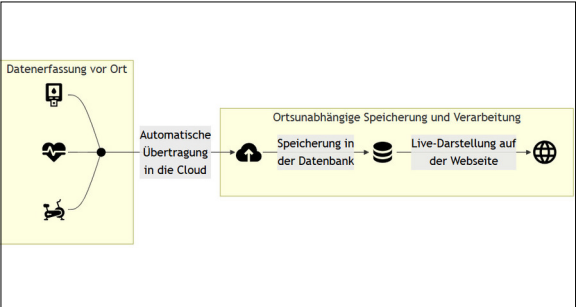 Datenerfassung vor Ort
Automatische
Übertragung
in die Cloud
Ortsunabhängige Speicherung und Verarbeitung
Speicherung in
der Datenbank
Live-Darstellung auf
der Webseite